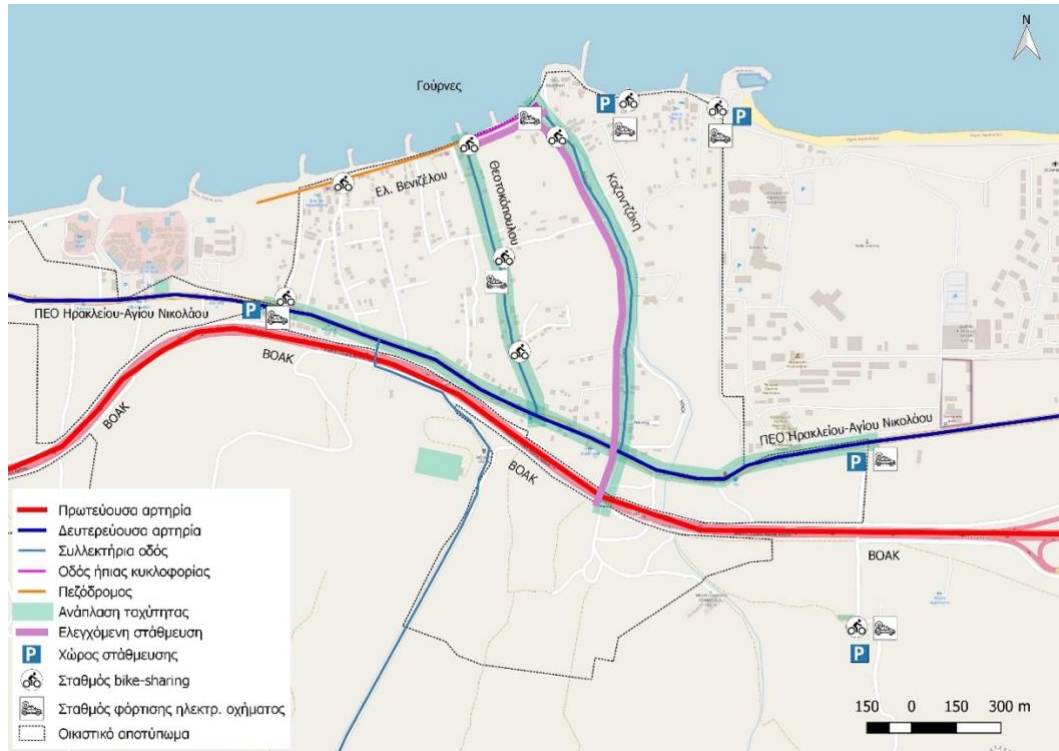 N
Γούρνες
Ελ. Βενιζέλου
Θεοτοκόπουλου
Καζαντζάκη
ΠΕΟ Ηρακλείου-Αγίου Νικολάου
ΒΟΑΚ
ΒΟΑΚ
ΒΟΑΚ
ΠΕΟ Ηρακλείου-Αγίου Νικολάου
ΒΟΑΚ
P
P
P
P
P
Πρωτεύουσα αρτηρία
Δευτερεύουσα αρτηρία
Συλλεκτήρια οδός
Οδός ήπιας κυκλοφορίας
Πεζόδρομος
Ανάπλαση ταχύτητας
Ελεγχόμενη στάθμευση
P Χώρος στάθμευσης
Σταθμός bike-sharing
Σταθμός φόρτισης ηλεκτρ. οχήματος
Οικιστικό αποτύπωμα
150 0 150 300 m